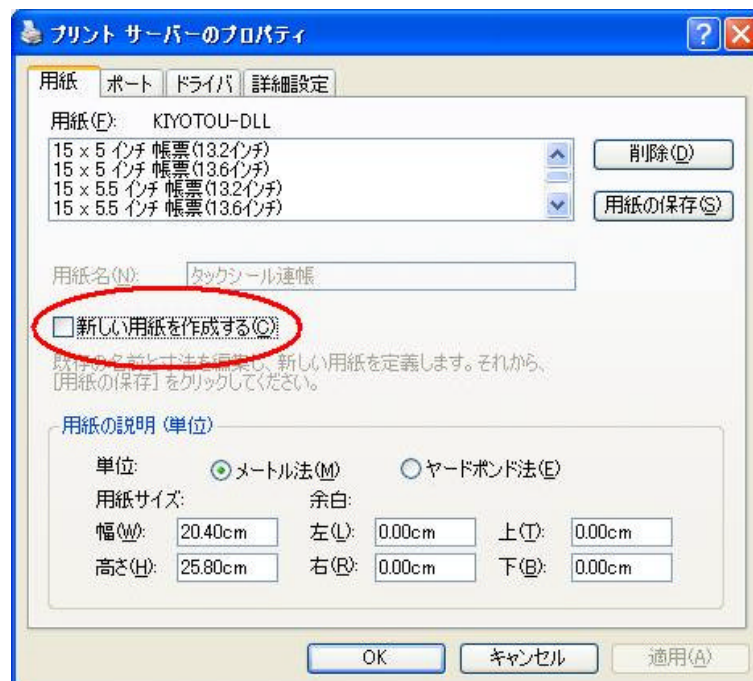 プリント サーバーのプロパティ
用紙 ポート ドライバ 詳細設定
用紙(F): KIYOTOU-DLL
15 x 5 インチ 帳票(13.2インチ)
15 x 5 インチ 帳票(13.6インチ)
15 x 5.5 インチ 帳票(13.2インチ)
15 x 5.5 インチ 帳票(13.6インチ)
削除(D)
用紙の保存(S)
用紙名(N): タックシール連帳
新しい用紙を作成する(C)
既存の名前と寸法を編集し、新しい用紙を定義します。それから、
[用紙の保存] をクリックしてください。
用紙の説明 (単位)
単位: メートル法(M) ヤードポンド法(E)
用紙サイズ: 余白:
幅(W): 20.40cm 左(L): 0.00cm 上(T): 0.00cm
高さ(H): 25.80cm 右(R): 0.00cm 下(B): 0.00cm
OK キャンセル 適用(A)